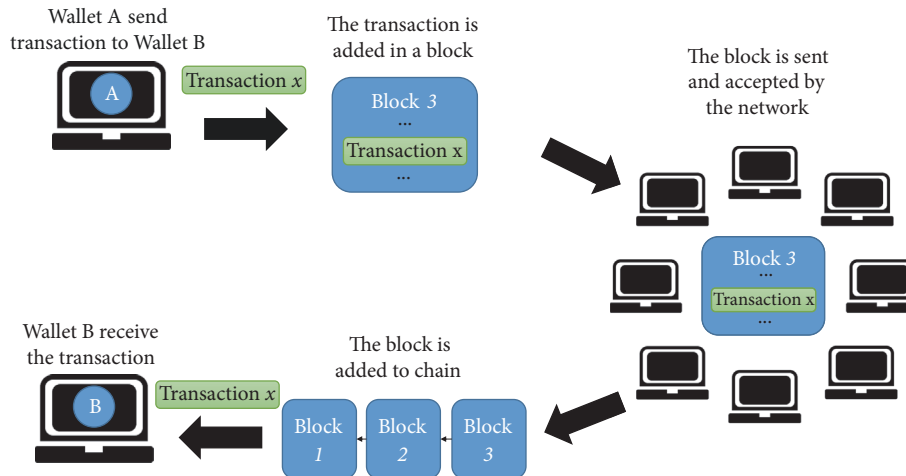 Wallet A send
transaction to Wallet B
A
Transaction x
The transaction is
added in a block
Block 3
...
Transaction x
...
The block is sent
and accepted by
the network
Block 3
...
Transaction x
...
The block is
added to chain
Block
1
Block
2
Block
3
Transaction x
Wallet B receive
the transaction
B